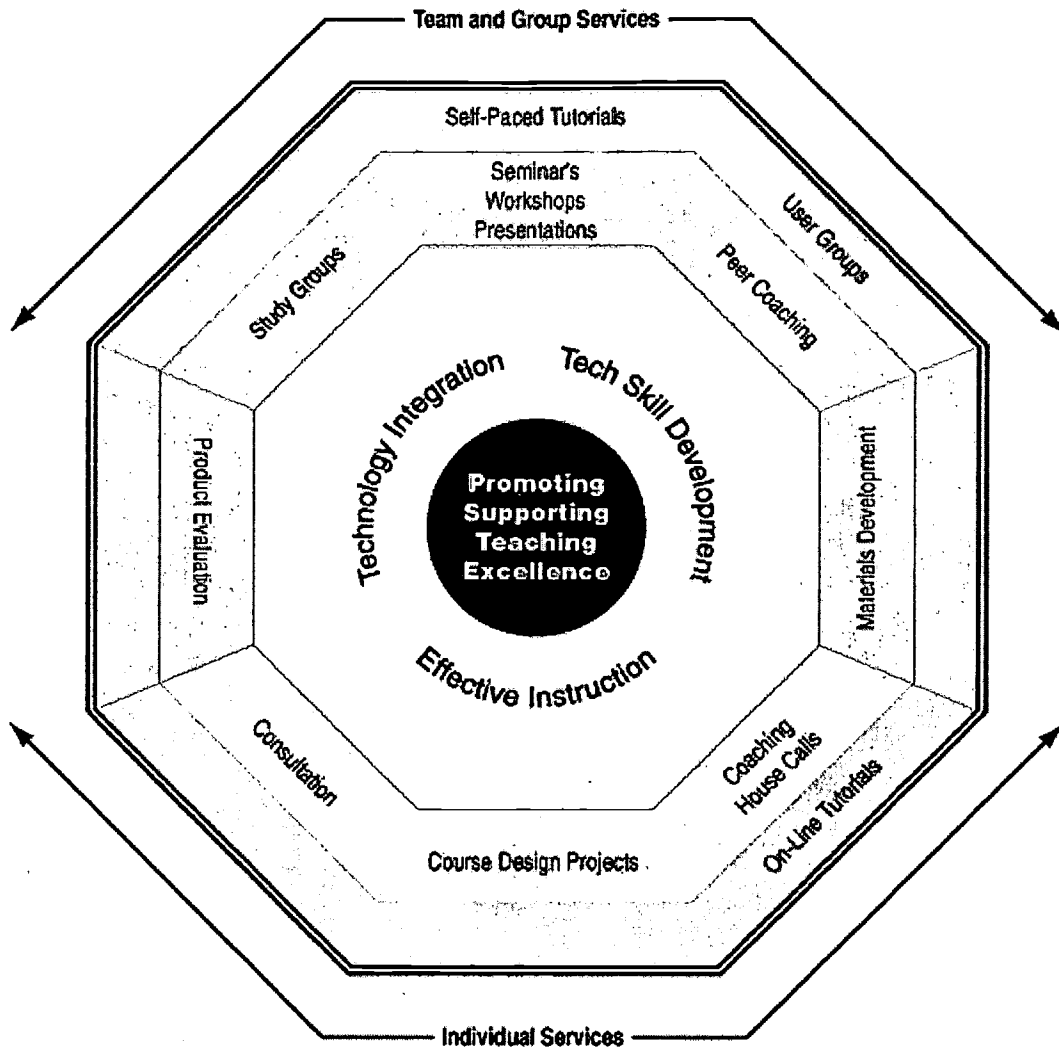 Team and Group Services
Self-Paced Tutorials
Seminar's
Workshops
Presentations
Study Groups
Peer Coaching
User Groups
Technology Integration
Tech Skill Development
Promoting
Supporting
Teaching
Excellence
Effective Instruction
Product Evaluation
Materials Development
Consultation
Coaching
House Calls
On-Line Tutorials
Course Design Projects
Individual Services